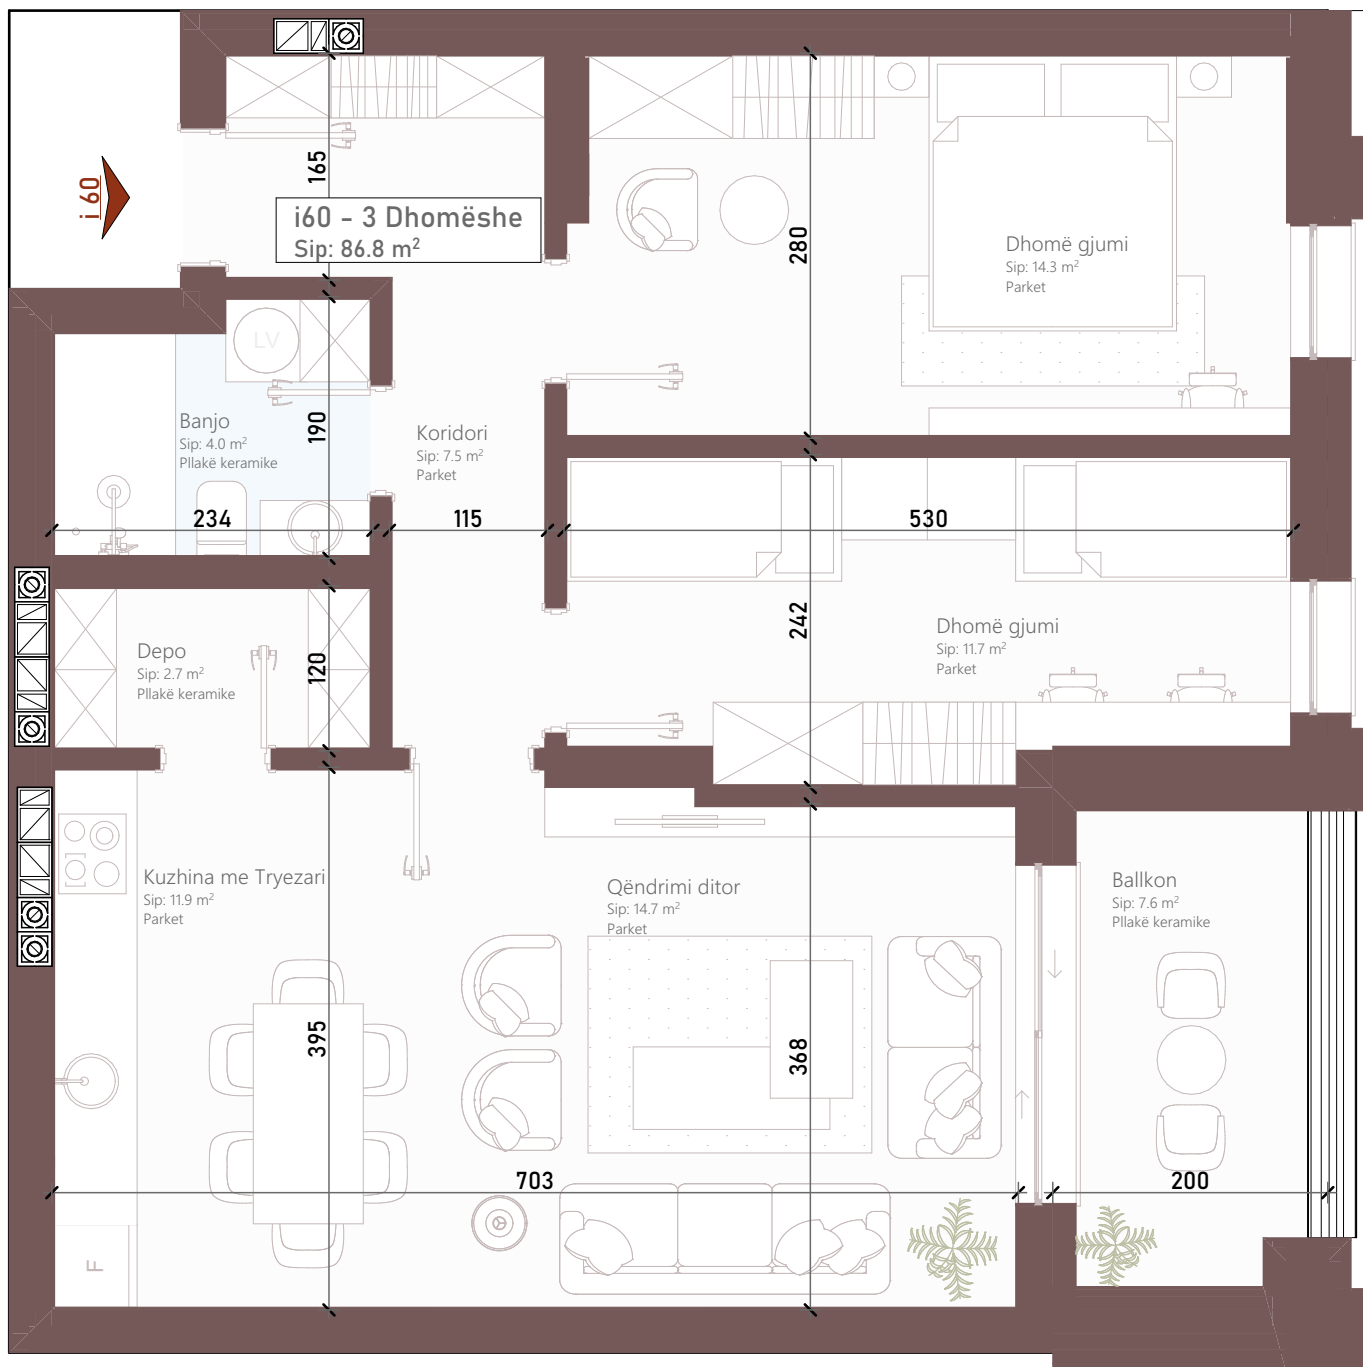 i 60
165
i60 - 3 Dhomëshe
Sip: 86.8 m²
280
Dhomë gjumi
Sip: 14.3 m²
Parket
LV
Banjo
Sip: 4.0 m²
Pllakë keramike
190
Koridori
Sip: 7.5 m²
Parket
234
115
530
Depo
Sip: 2.7 m²
Pllakë keramike
120
242
Dhomë gjumi
Sip: 11.7 m²
Parket
Kuzhina me Tryezari
Sip: 11.9 m²
Parket
Qëndrimi ditor
Sip: 14.7 m²
Parket
Ballkon
Sip: 7.6 m²
Pllakë keramike
395
368
703
200
F